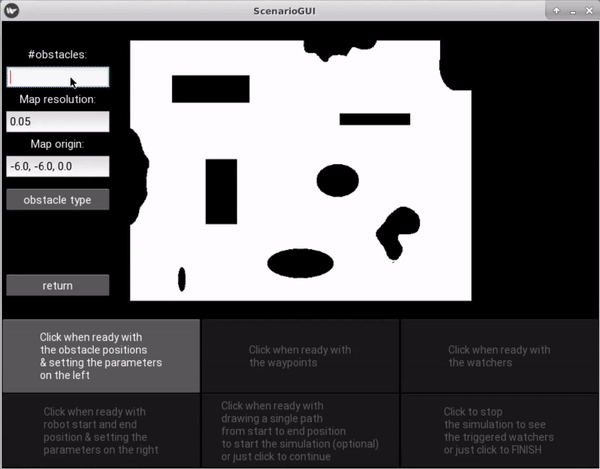 ScenarioGUI
#obstacles:
Map resolution:
0.05
Map origin:
-6.0, -6.0, 0.0
obstacle type
return
Click when ready with
the obstacle positions
& setting the parameters
on the left
Click when ready with
the waypoints
Click when ready with
the watchers
Click when ready with
robot start and end
position & setting the
parameters on the right
Click when ready with
drawing a single path
from start to end position
to start the simulation (optional)
or just click to continue
Click to stop
the simulation to see
the triggered watchers
or just click to FINISH